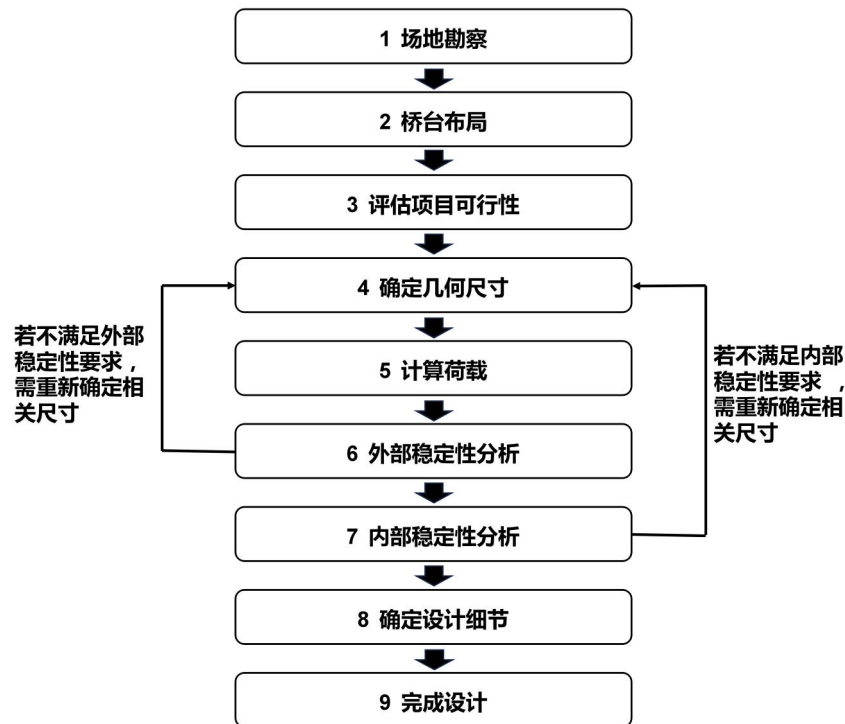 1 场地勘察
2 桥台布局
3 评估项目可行性
4 确定几何尺寸
若不满足外部
稳定性要求，
需重新确定相
关尺寸
5 计算荷载
若不满足内部
稳定性要求，
需重新确定相
关尺寸
6 外部稳定性分析
7 内部稳定性分析
8 确定设计细节
9 完成设计